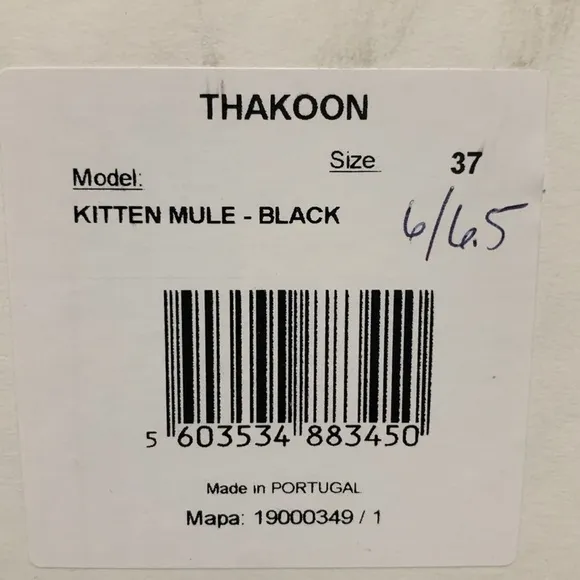 THAKOON
Size 37
Model:
KITTEN MULE - BLACK
6/6.5
5 603534 883450
Made in PORTUGAL
Mapa: 19000349 / 1